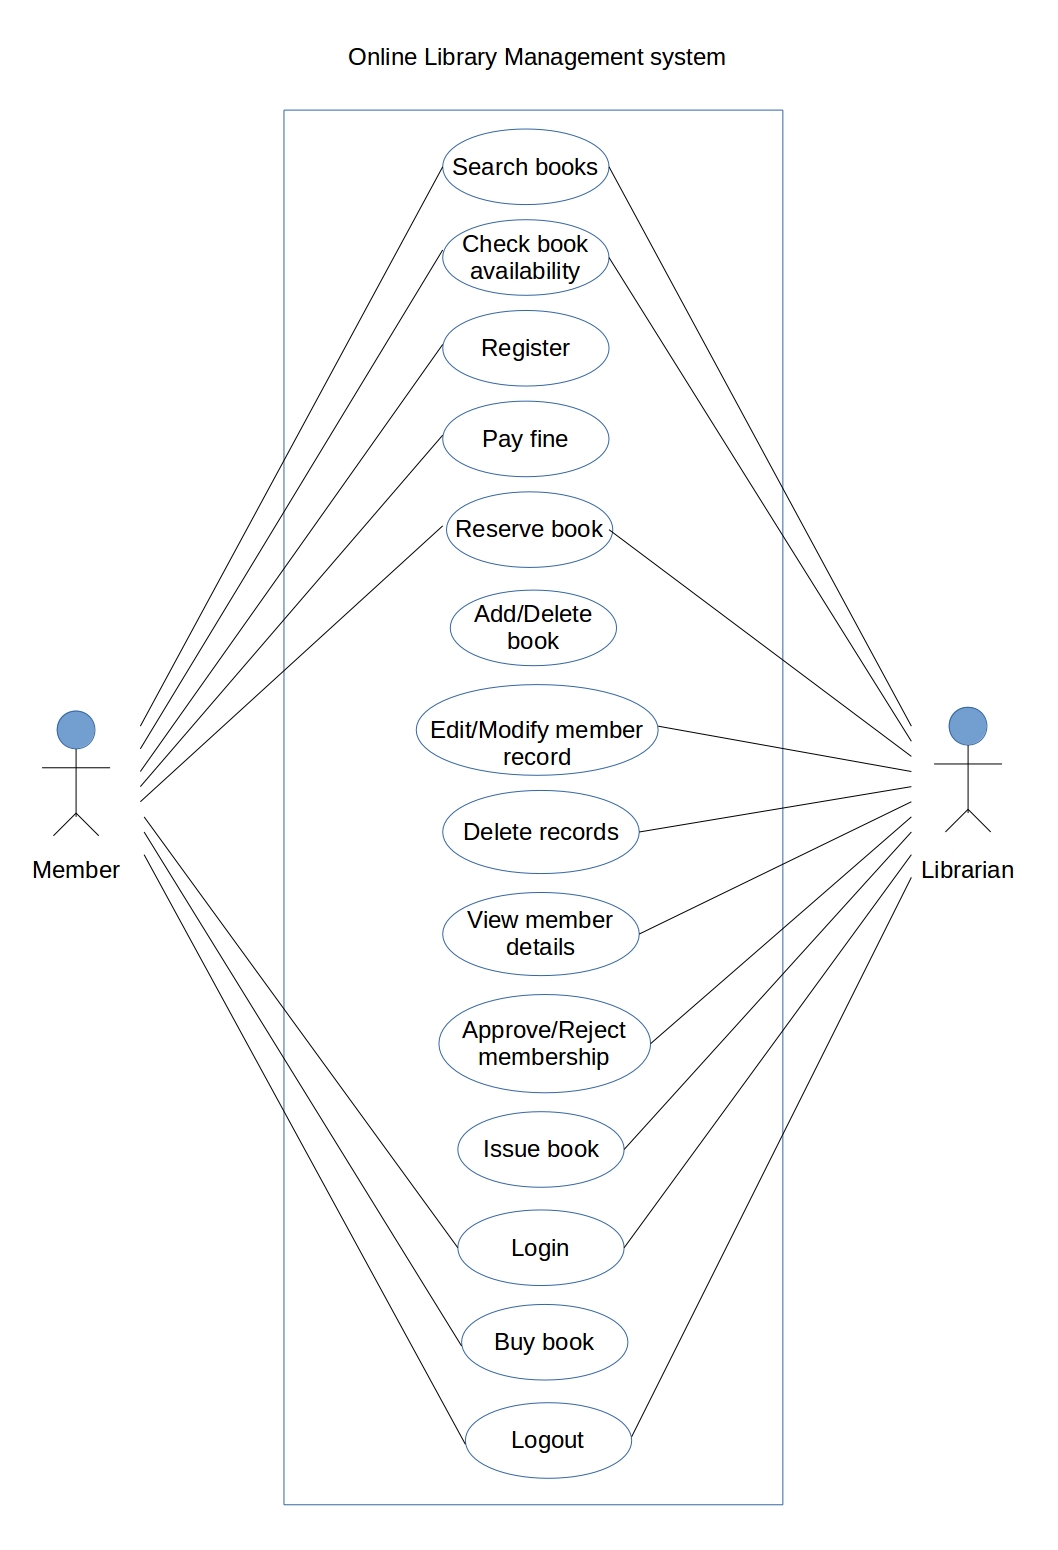 Online Library Management system
Search books
Check book
availability
Register
Pay fine
Reserve book
Add/Delete
book
Edit/Modify member
record
Delete records
Member
Librarian
View member
details
Approve/Reject
membership
Issue book
Login
Buy book
Logout